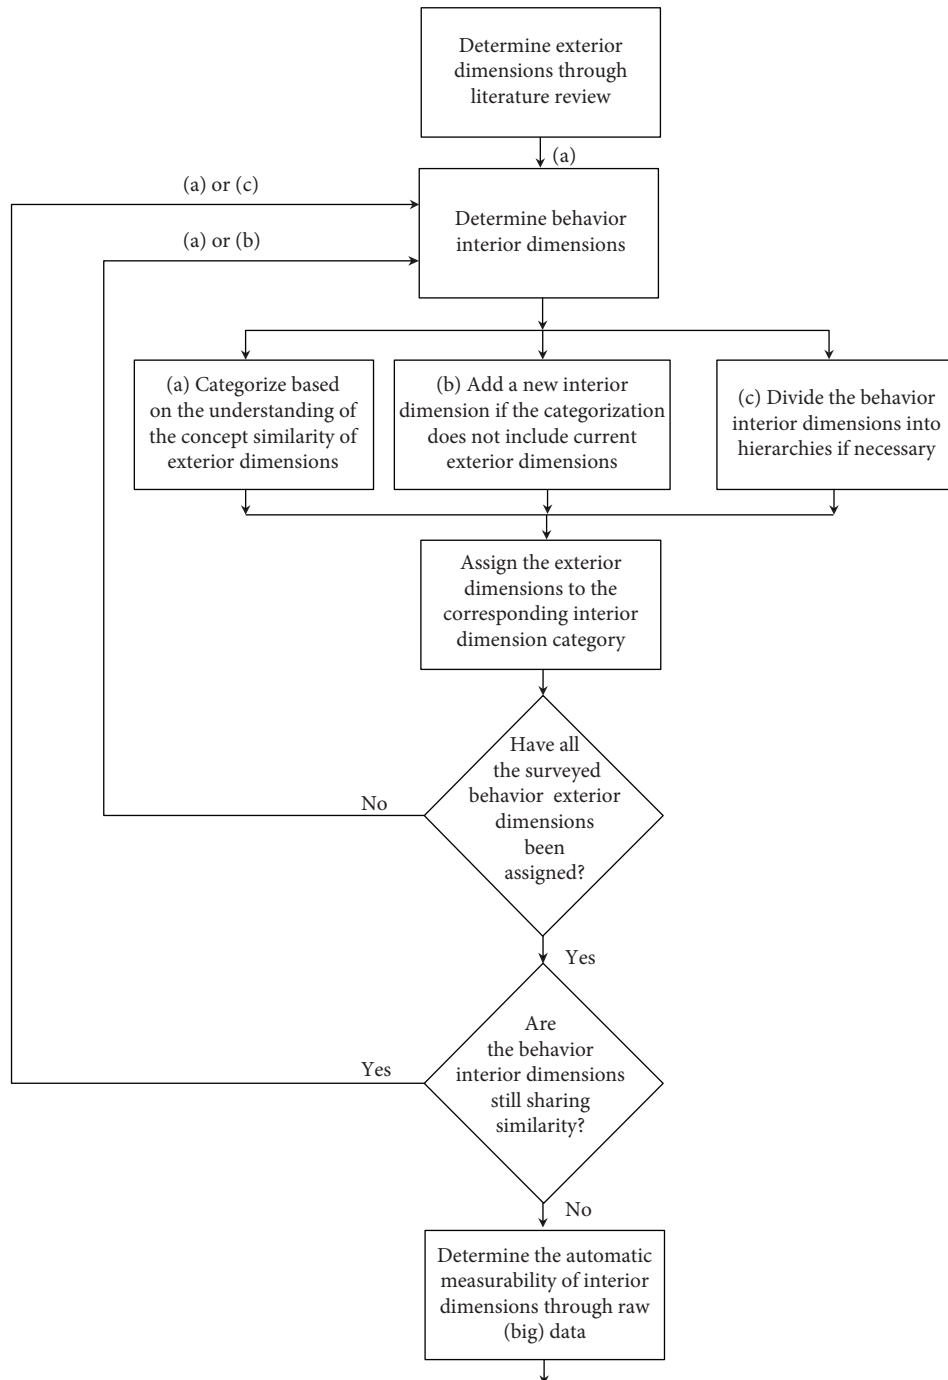 Determine exterior
dimensions through
literature review
(a)
(a) or (c)
Determine behavior
interior dimensions
(a) or (b)
(a) Categorize based
on the understanding of
the concept similarity of
exterior dimensions
(b) Add a new interior
dimension if the categorization
does not include current
exterior dimensions
(c) Divide the behavior
interior dimensions into
hierarchies if necessary
Assign the exterior
dimensions to the
corresponding interior
dimension category
Have all
the surveyed
behavior exterior
dimensions
been
assigned?
No
Yes
Are
the behavior
interior dimensions
still sharing
similarity?
Yes
No
Determine the automatic
measurability of interior
dimensions through raw
(big) data